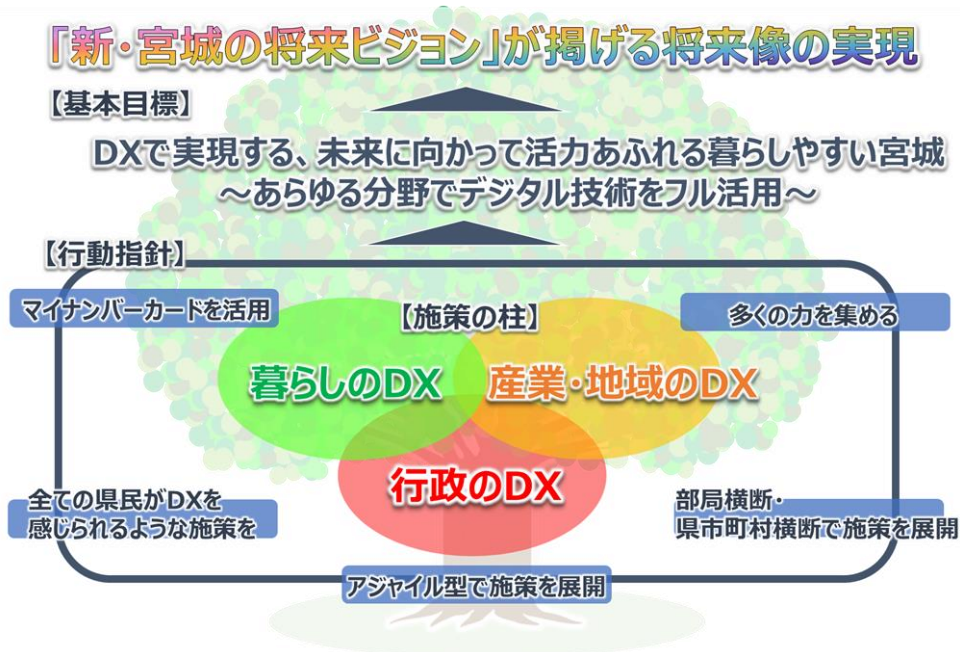 「新・宮城の将来ビジョン」が掲げる将来像の実現
【基本目標】
DXで実現する、未来に向かって活力あふれる暮らしやすい宮城
～あらゆる分野でデジタル技術をフル活用～
【行動指針】
マイナンバーカードを活用
【施策の柱】
多くの力を集める
暮らしのDX
産業・地域のDX
行政のDX
全ての県民がDXを
感じられるような施策を
部局横断・
県市町村横断で施策を展開
アジャイル型で施策を展開